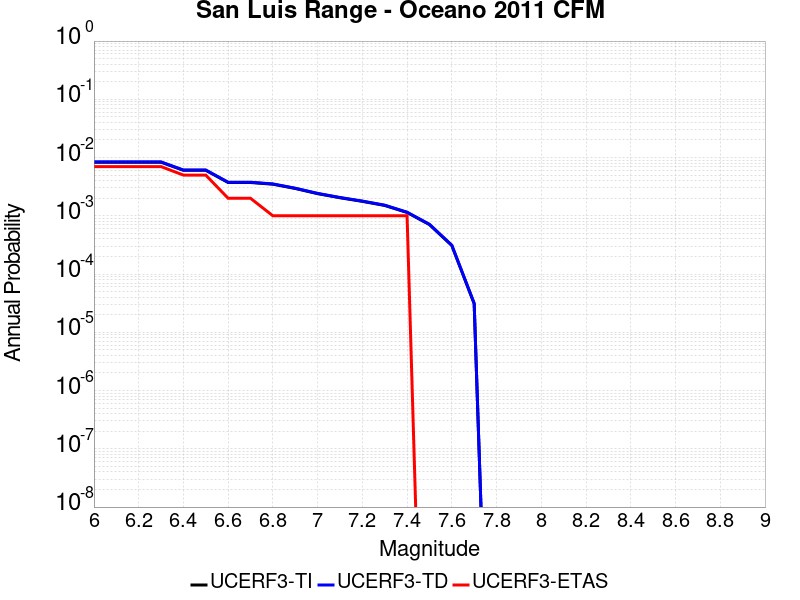 San Luis Range - Oceano 2011 CFM
10^0
10^-1
10^-2
10^-3
10^-4
10^-5
10^-6
10^-7
10^-8
Annual Probability
6 6.2 6.4 6.6 6.8 7 7.2 7.4 7.6 7.8 8 8.2 8.4 8.6 8.8 9
Magnitude
UCERF3-TI UCERF3-TD UCERF3-ETAS